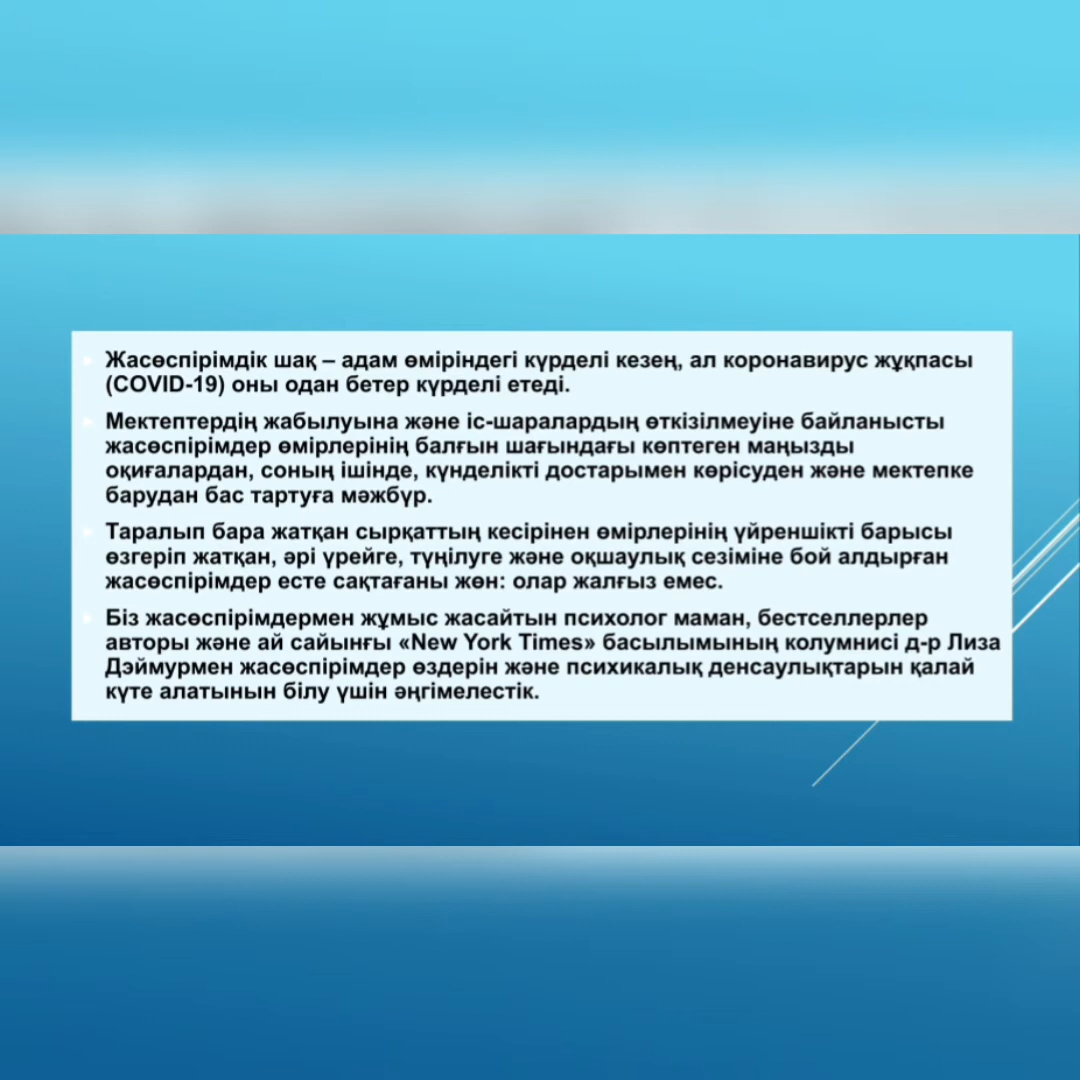 Жасөспірімдік шақ – адам өміріндегі күрделі кезең, ал коронавирус жұқпасы
(COVID-19) оны одан бетер күрделі етеді.
Мектептердің жабылуына және іс-шаралардың өткізілмеуіне байланысты
жасөспірімдер өмірлерінің балғын шағындағы көптеген маңызды
оқиғалардан, соның ішінде, күнделікті достарымен көрісуден және мектепке
барудан бас тартуға мәжбүр.
Таралып бара жатқан сырқаттың кесірінен өмірлерінің үйреншікті барысы
өзгеріп жатқан, әрі үрейге, түңілуге және оқшаулық сезіміне бой алдырған
жасөспірімдер есте сақтағаны жөн: олар жалғыз емес.
Біз жасөспірімдермен жұмыс жасайтын психолог маман, бестселлерлер
авторы және ай сайынғы «New York Times» басылымының колумнисі д-р Лиза
Дэймурмен жасөспірімдер өздерін және психикалық денсаулықтарын қалай
күте алатынын білу үшін әңгімелестік.